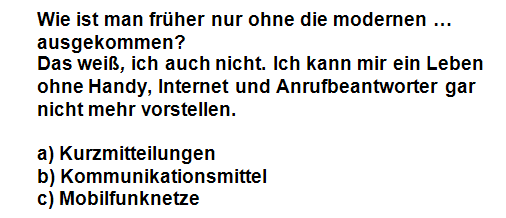 Wie ist man früher nur ohne die modernen …
ausgekommen?
Das weiß, ich auch nicht. Ich kann mir ein Leben
ohne Handy, Internet und Anrufbeantworter gar
nicht mehr vorstellen.
a) Kurzmitteilungen
b) Kommunikationsmittel
c) Mobilfunknetze